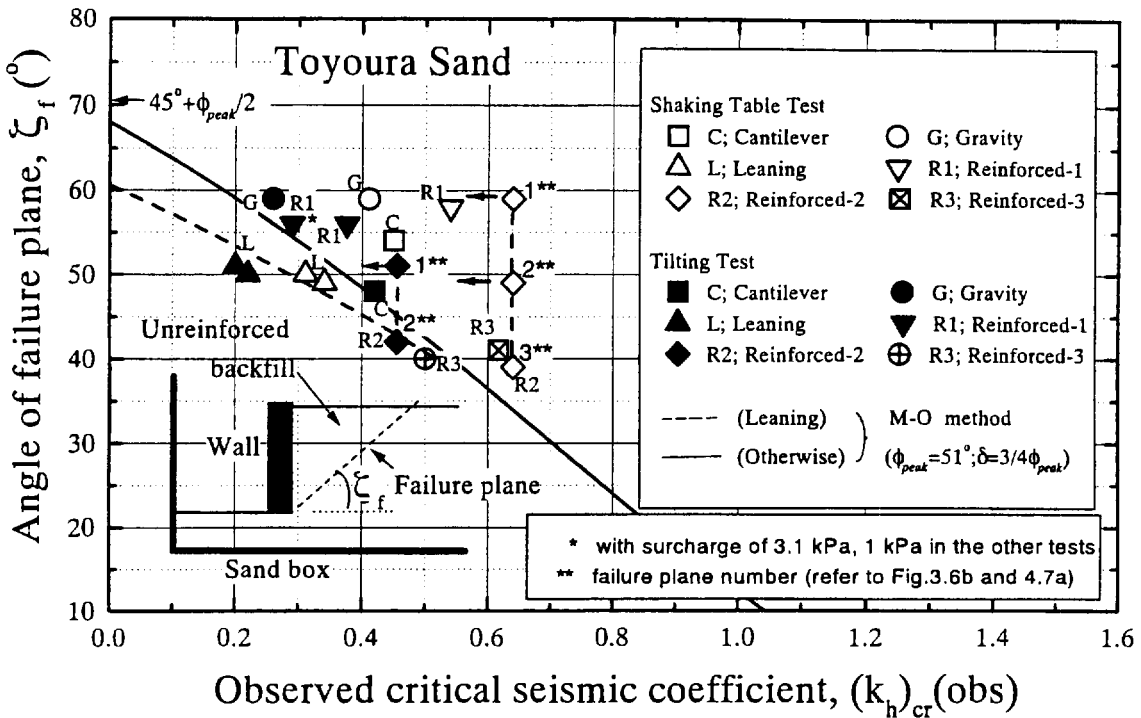 Toyoura Sand
45°+ϕpeak/2
Angle of failure plane, ζf (°)
80
70
60
50
40
30
20
10
0.0
0.2
0.4
0.6
0.8
1.0
1.2
1.4
1.6
Observed critical seismic coefficient, (kh)cr(obs)
Shaking Table Test
C; Cantilever
G; Gravity
L; Leaning
R1; Reinforced-1
R2; Reinforced-2
R3; Reinforced-3
Tilting Test
C; Cantilever
G; Gravity
L; Leaning
R1; Reinforced-1
R2; Reinforced-2
R3; Reinforced-3
(Leaning)
M-O method
(Otherwise)
(ϕpeak=51°;δ=3/4ϕpeak)
* with surcharge of 3.1 kPa, 1 kPa in the other tests
** failure plane number (refer to Fig.3.6b and 4.7a)
G
R1
*
R1
G
C
R1
1**
L
L
1**
2**
C
2**
R2
R3
R3
3**
R2
Unreinforced
backfill
Wall
Failure plane
ζf
Sand box